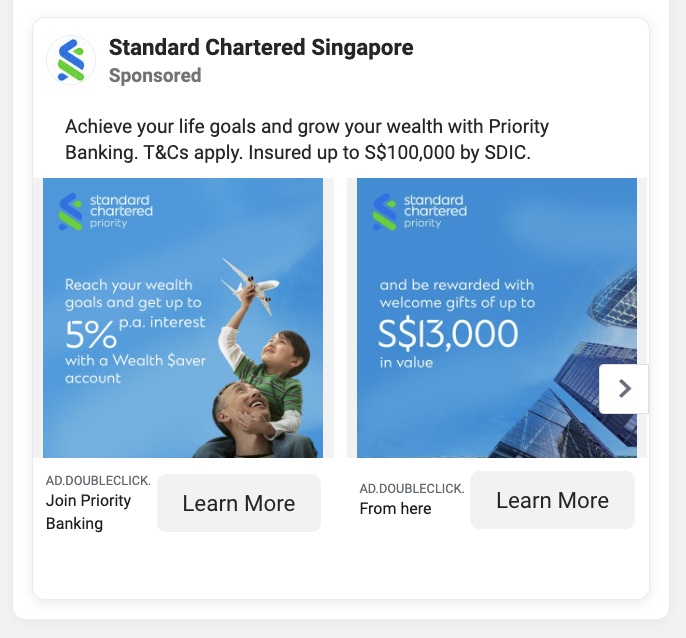 Standard Chartered Singapore
Sponsored
Achieve your life goals and grow your wealth with Priority
Banking. T&Cs apply. Insured up to S$100,000 by SDIC.
standard
chartered
priority
Reach your wealth
goals and get up to
5% p.a. interest
with a Wealth $aver
account
standard
chartered
priority
and be rewarded with
welcome gifts of up to
S$13,000
in value
AD.DOUBLECLICK.
Join Priority
Banking
Learn More
AD.DOUBLECLICK.
From here
Learn More